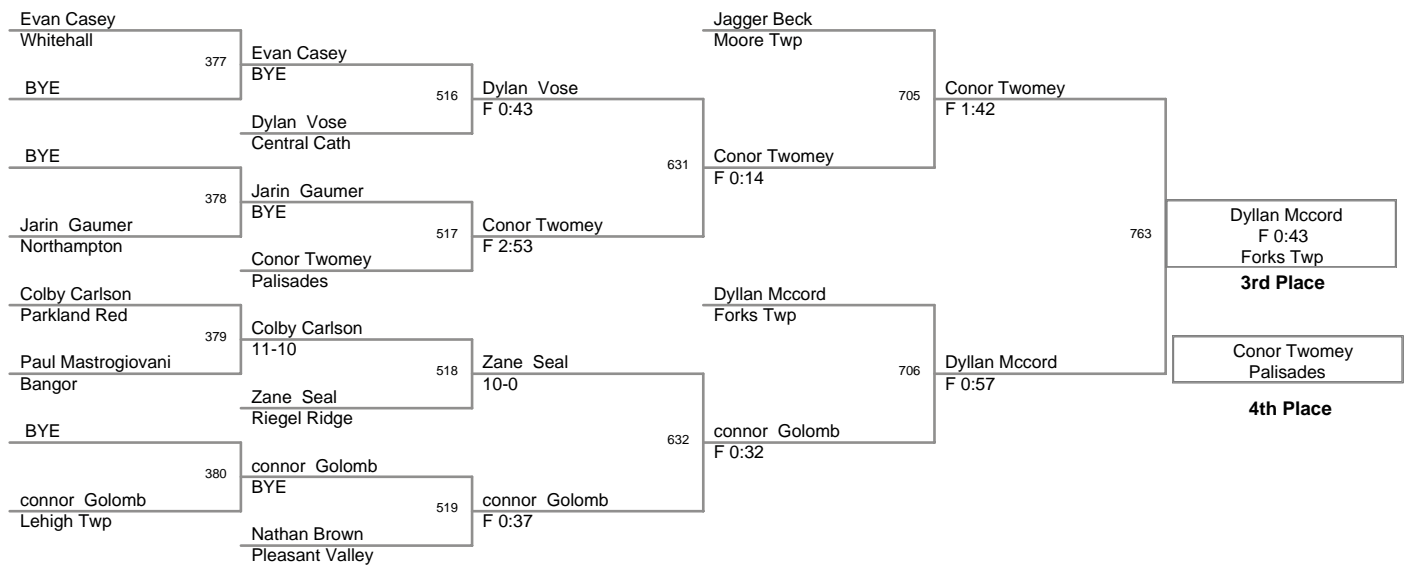 Evan Casey
Whitehall
377
BYE
BYE
378
Jarin Gaumer
Northampton
Colby Carlson
Parkland Red
379
Paul Mastrogiovani
Bangor
BYE
380
connor Golomb
Lehigh Twp
Evan Casey
BYE
516
Dylan Vose
Central Cath
Jarin Gaumer
BYE
517
Conor Twomey
Palisades
Colby Carlson
11-10
518
Zane Seal
Riegel Ridge
connor Golomb
BYE
519
Nathan Brown
Pleasant Valley
Dylan Vose
F 0:43
631
Conor Twomey
F 2:53
Zane Seal
10-0
632
connor Golomb
F 0:37
Jagger Beck
Moore Twp
705
Conor Twomey
F 0:14
Dyllan Mccord
Forks Twp
706
connor Golomb
F 0:32
Conor Twomey
F 1:42
763
Dyllan Mccord
F 0:57
Dyllan Mccord
F 0:43
Forks Twp
3rd Place
Conor Twomey
Palisades
4th Place